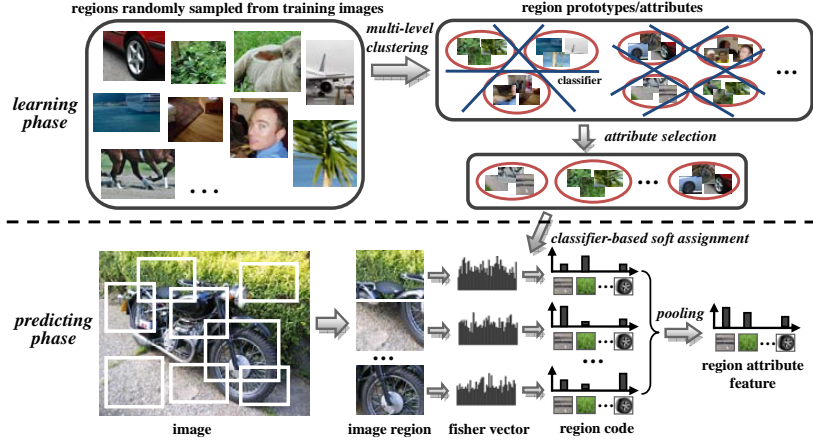 regions randomly sampled from training images
multi-level
clustering
region prototypes/attributes
classifier
...
learning
phase
...
attribute selection
...
classifier-based soft assignment
predicting
phase
...
...
...
...
...
pooling
...
region attribute
feature
image
image region
fisher vector
region code